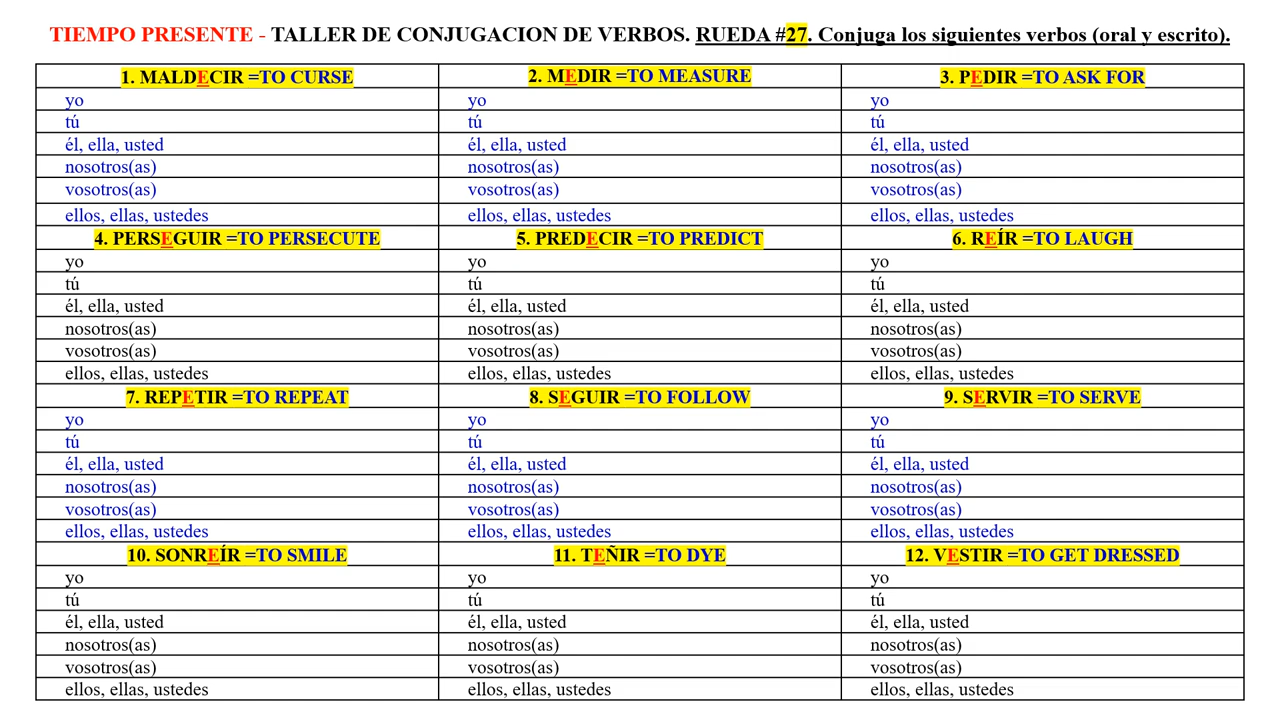 TIEMPO PRESENTE - TALLER DE CONJUGACION DE VERBOS. RUEDA #27. Conjuga los siguientes verbos (oral y escrito).
1. MALDECIR =TO CURSE 2. MEDIR =TO MEASURE 3. PEDIR =TO ASK FOR
yo yo yo
tú tú tú
él, ella, usted él, ella, usted él, ella, usted
nosotros(as) nosotros(as) nosotros(as)
vosotros(as) vosotros(as) vosotros(as)
ellos, ellas, ustedes ellos, ellas, ustedes ellos, ellas, ustedes
4. PERSEGUIR =TO PERSECUTE 5. PREDECIR =TO PREDICT 6. REÍR =TO LAUGH
yo yo yo
tú tú tú
él, ella, usted él, ella, usted él, ella, usted
nosotros(as) nosotros(as) nosotros(as)
vosotros(as) vosotros(as) vosotros(as)
ellos, ellas, ustedes ellos, ellas, ustedes ellos, ellas, ustedes
7. REPETIR =TO REPEAT 8. SEGUIR =TO FOLLOW 9. SERVIR =TO SERVE
yo yo yo
tú tú tú
él, ella, usted él, ella, usted él, ella, usted
nosotros(as) nosotros(as) nosotros(as)
vosotros(as) vosotros(as) vosotros(as)
ellos, ellas, ustedes ellos, ellas, ustedes ellos, ellas, ustedes
10. SONREÍR =TO SMILE 11. TEÑIR =TO DYE 12. VESTIR =TO GET DRESSED
yo yo yo
tú tú tú
él, ella, usted él, ella, usted él, ella, usted
nosotros(as) nosotros(as) nosotros(as)
vosotros(as) vosotros(as) vosotros(as)
ellos, ellas, ustedes ellos, ellas, ustedes ellos, ellas, ustedes